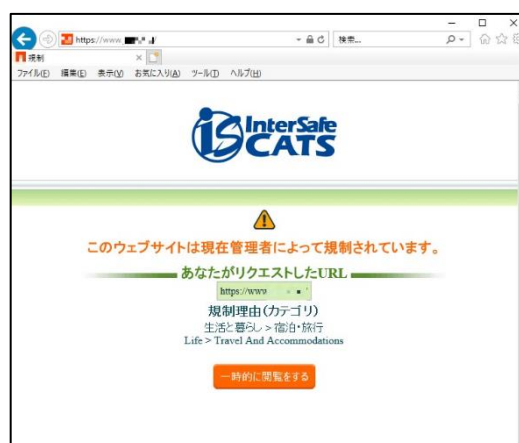 https://www
検索...
規制
ファイル(F) 編集(E) 表示(V) お気に入り(A) ツール(T) ヘルプ(H)
InterSafe
CATS
このウェブサイトは現在管理者によって規制されています。
あなたがリクエストしたURL
https://www
規制理由(カテゴリ)
生活と暮らし > 宿泊・旅行
Life > Travel And Accommodations
一時的に閲覧をする